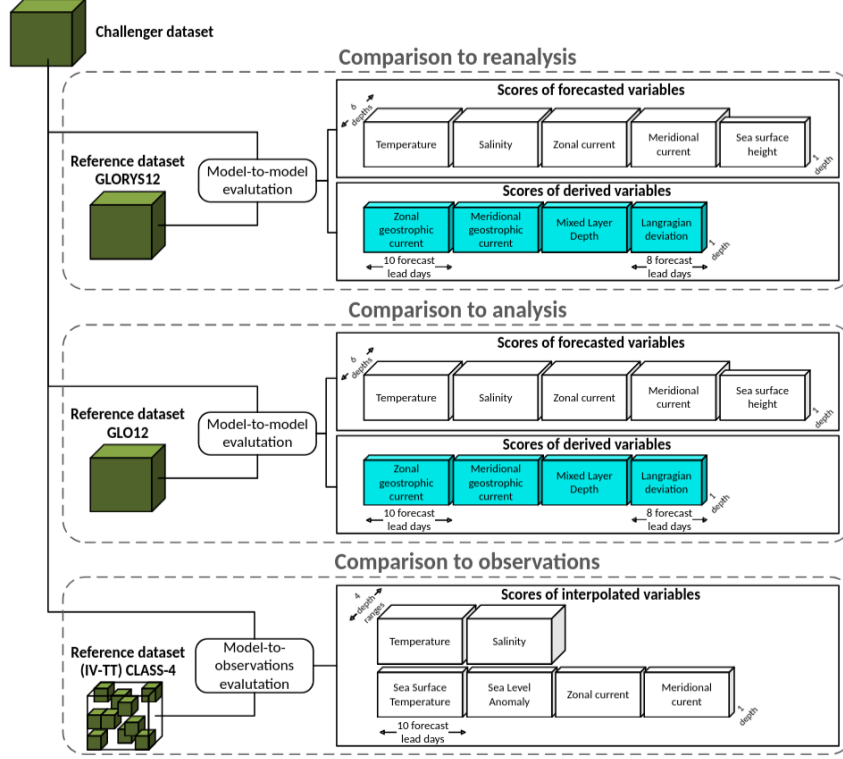 Challenger dataset
Comparison to reanalysis
Scores of forecasted variables
6
depths
Temperature
Salinity
Zonal current
Meridional
current
Sea surface
height
1
depth
Reference dataset
GLORYS12
Model-to-model
evalutation
Scores of derived variables
Zonal
geostrophic
current
Meridional
geostrophic
current
Mixed Layer
Depth
Langragian
deviation
1
depth
10 forecast
lead days
8 forecast
lead days
Comparison to analysis
Scores of forecasted variables
6
depths
Temperature
Salinity
Zonal current
Meridional
current
Sea surface
height
1
depth
Reference dataset
GLO12
Model-to-model
evalutation
Scores of derived variables
Zonal
geostrophic
current
Meridional
geostrophic
current
Mixed Layer
Depth
Langragian
deviation
1
depth
10 forecast
lead days
8 forecast
lead days
Comparison to observations
Scores of interpolated variables
4
depth
ranges
Temperature
Salinity
Reference dataset
(IV-TT) CLASS-4
Model-to-
observations
evalutation
Sea Surface
Temperature
Sea Level
Anomaly
Zonal current
Meridional
curent
1
depth
10 forecast
lead days